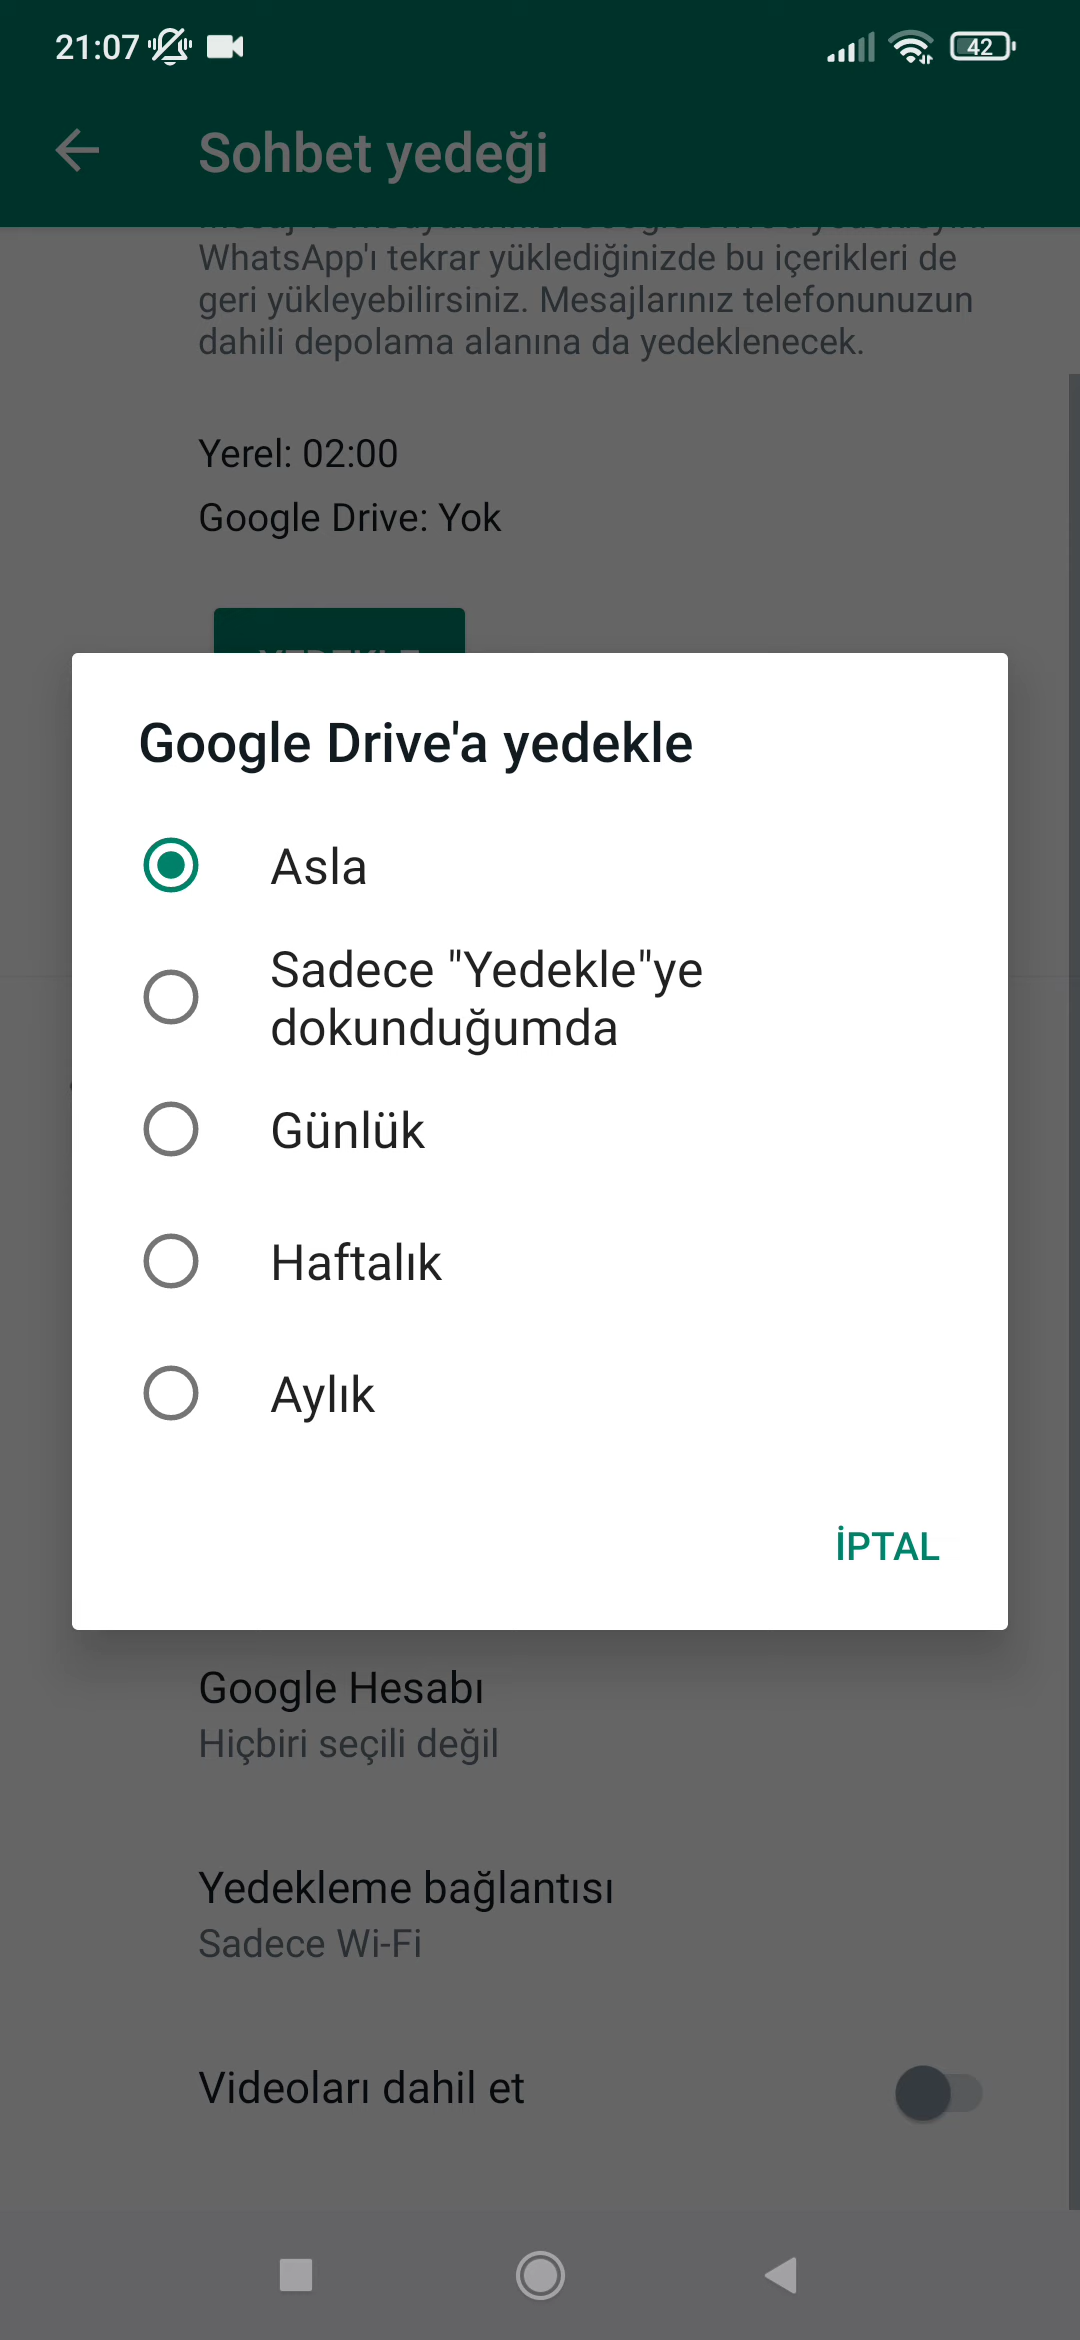 21:07
42
Sohbet yedeği
WhatsApp'ı tekrar yüklediğinizde bu içerikleri de
geri yükleyebilirsiniz. Mesajlarınız telefonunuzun
dahili depolama alanına da yedeklenecek.
Yerel: 02:00
Google Drive: Yok
Google Drive'a yedekle
Asla
Sadece "Yedekle"ye
dokunduğumda
Günlük
Haftalık
Aylık
İPTAL
Google Hesabı
Hiçbiri seçili değil
Yedekleme bağlantısı
Sadece Wi-Fi
Videoları dahil et